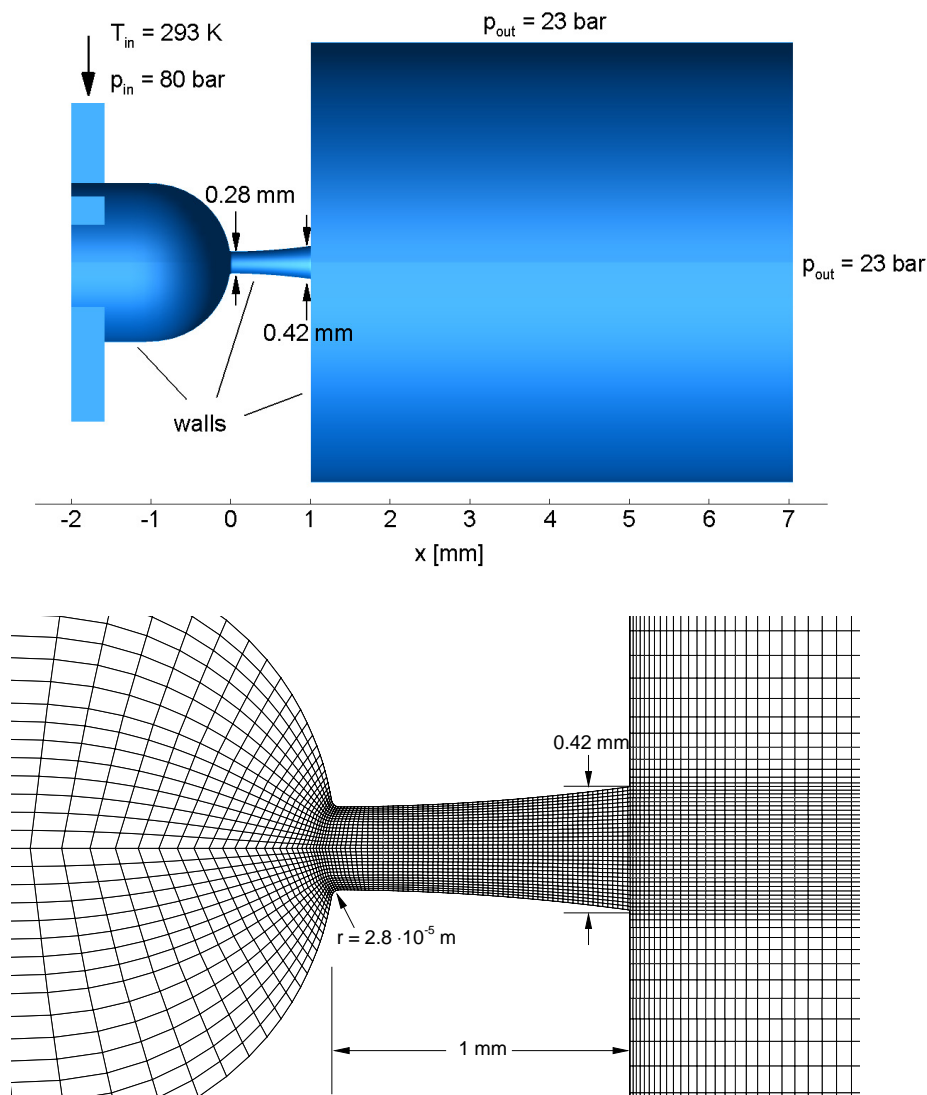 p_out = 23 bar
T_in = 293 K
p_in = 80 bar
0.28 mm
p_out = 23 bar
0.42 mm
walls
-2 -1 0 1 2 3 4 5 6 7
x [mm]
0.42 mm
r = 2.8 ·10^-5 m
1 mm